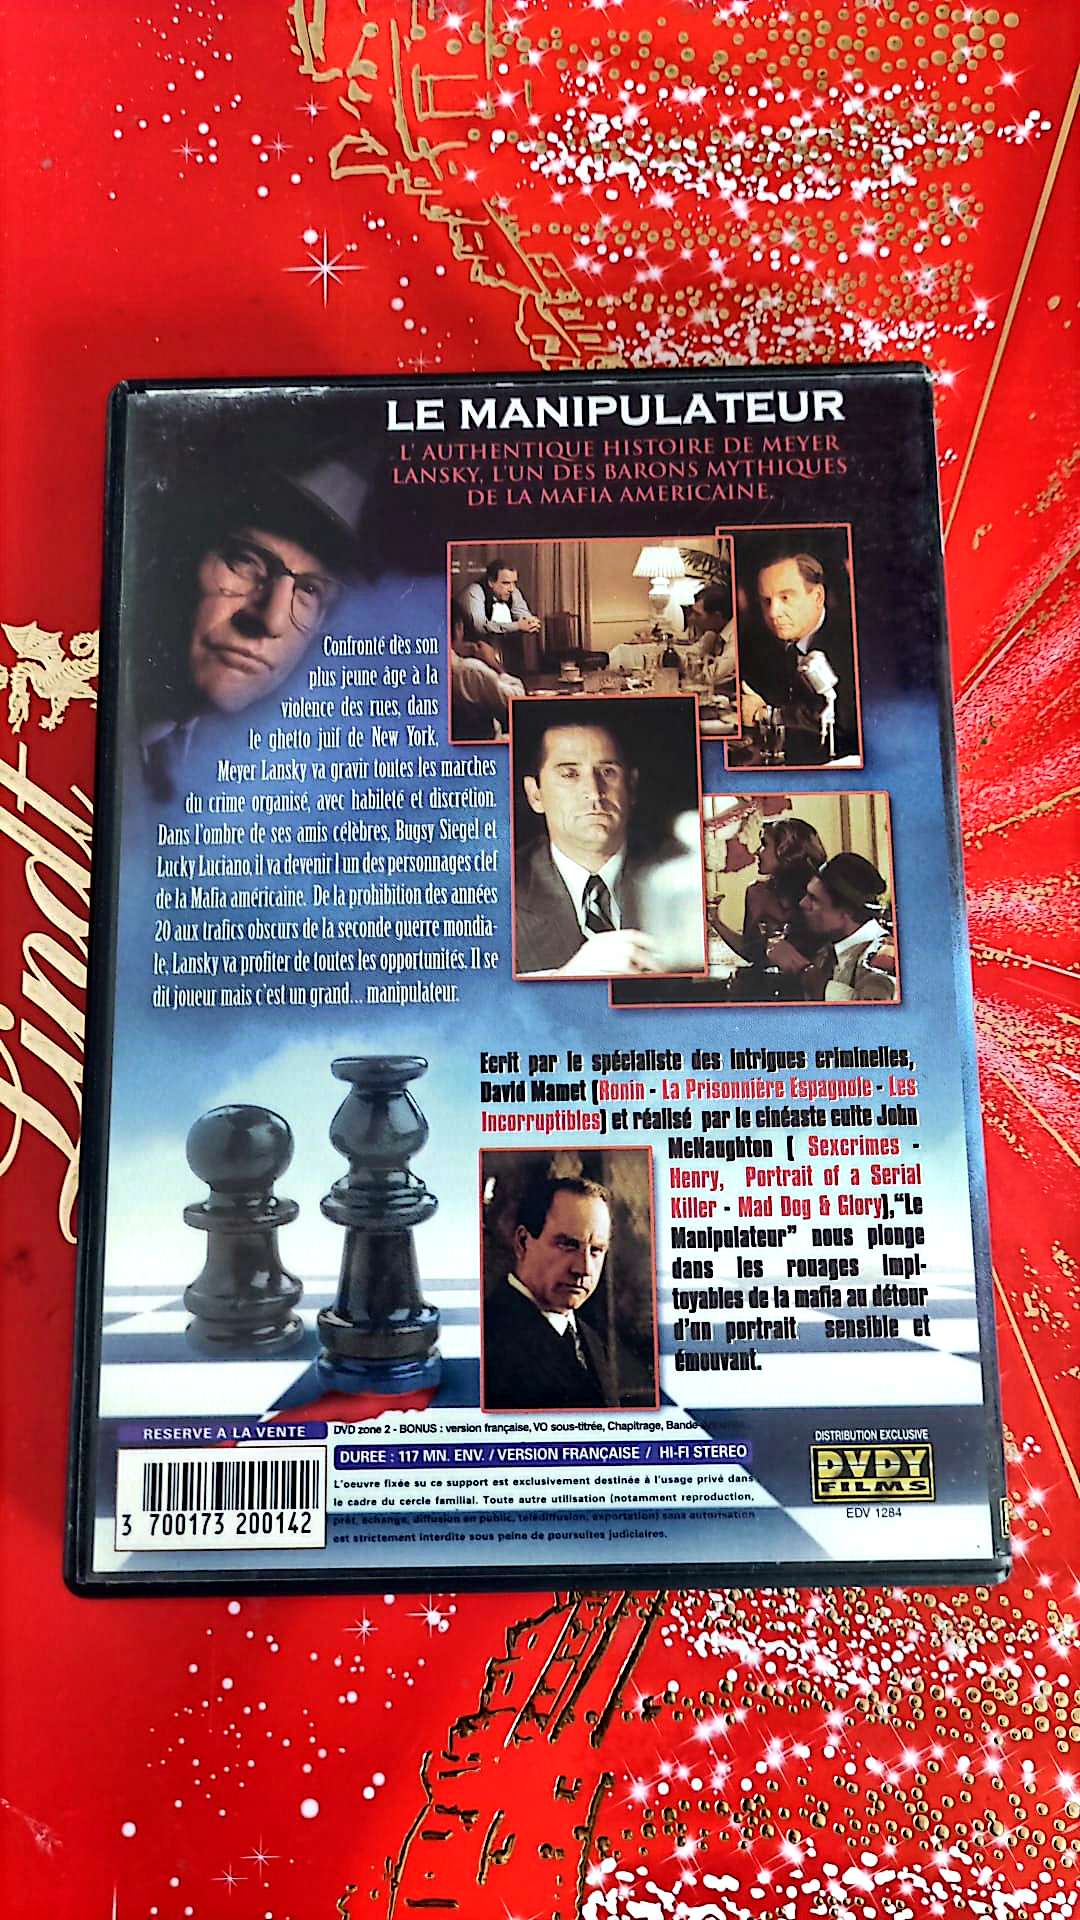 LE MANIPULATEUR
L'AUTHENTIQUE HISTOIRE DE MEYER
LANSKY, L'UN DES BARONS MYTHIQUES
DE LA MAFIA AMERICAINE.
Confronté dès son
plus jeune âge à la
violence des rues, dans
le ghetto juif de New York,
Meyer Lansky va gravir toutes les marches
du crime organisé, avec habileté et discrétion.
Dans l'ombre de ses amis célèbres, Bugsy Siegel et
Lucky Luciano, il va devenir l un des personnages clef
de la Mafia américaine. De la prohibition des années
20 aux trafics obscurs de la seconde guerre mondia-
le, Lansky va profiter de toutes les opportunités. Il se
dit joueur mais c'est un grand... manipulateur.
Ecrit par le spécialiste des intrigues criminelles,
David Mamet (Ronin - La Prisonnière Espagnole - Les
Incorruptibles) et réalisé par le cinéaste culte John
McNaughton ( Sexcrimes -
Henry, Portrait of a Serial
Killer - Mad Dog & Glory),"Le
Manipulateur" nous plonge
dans les rouages impi-
toyables de la mafia au détour
d'un portrait sensible et
émouvant.
RESERVE A LA VENTE
3 700173 200142
DVD zone 2 - BONUS : version française, VO sous-titrée, Chapitrage, Bande
DUREE : 117 MN. ENV. / VERSION FRANÇAISE / HI-FI STEREO
L'oeuvre fixée su ce support est exclusivement destinée à l'usage privé dans
le cadre du cercle familial. Toute autre utilisation (notamment reproduction,
prêt, échange, diffusion en public, télédiffusion, exportation) sans autorisation
est strictement interdite sous peine de poursuites judiciaires.
DISTRIBUTION EXCLUSIVE
DVDY
FILMS
EDV 1284
Lindt